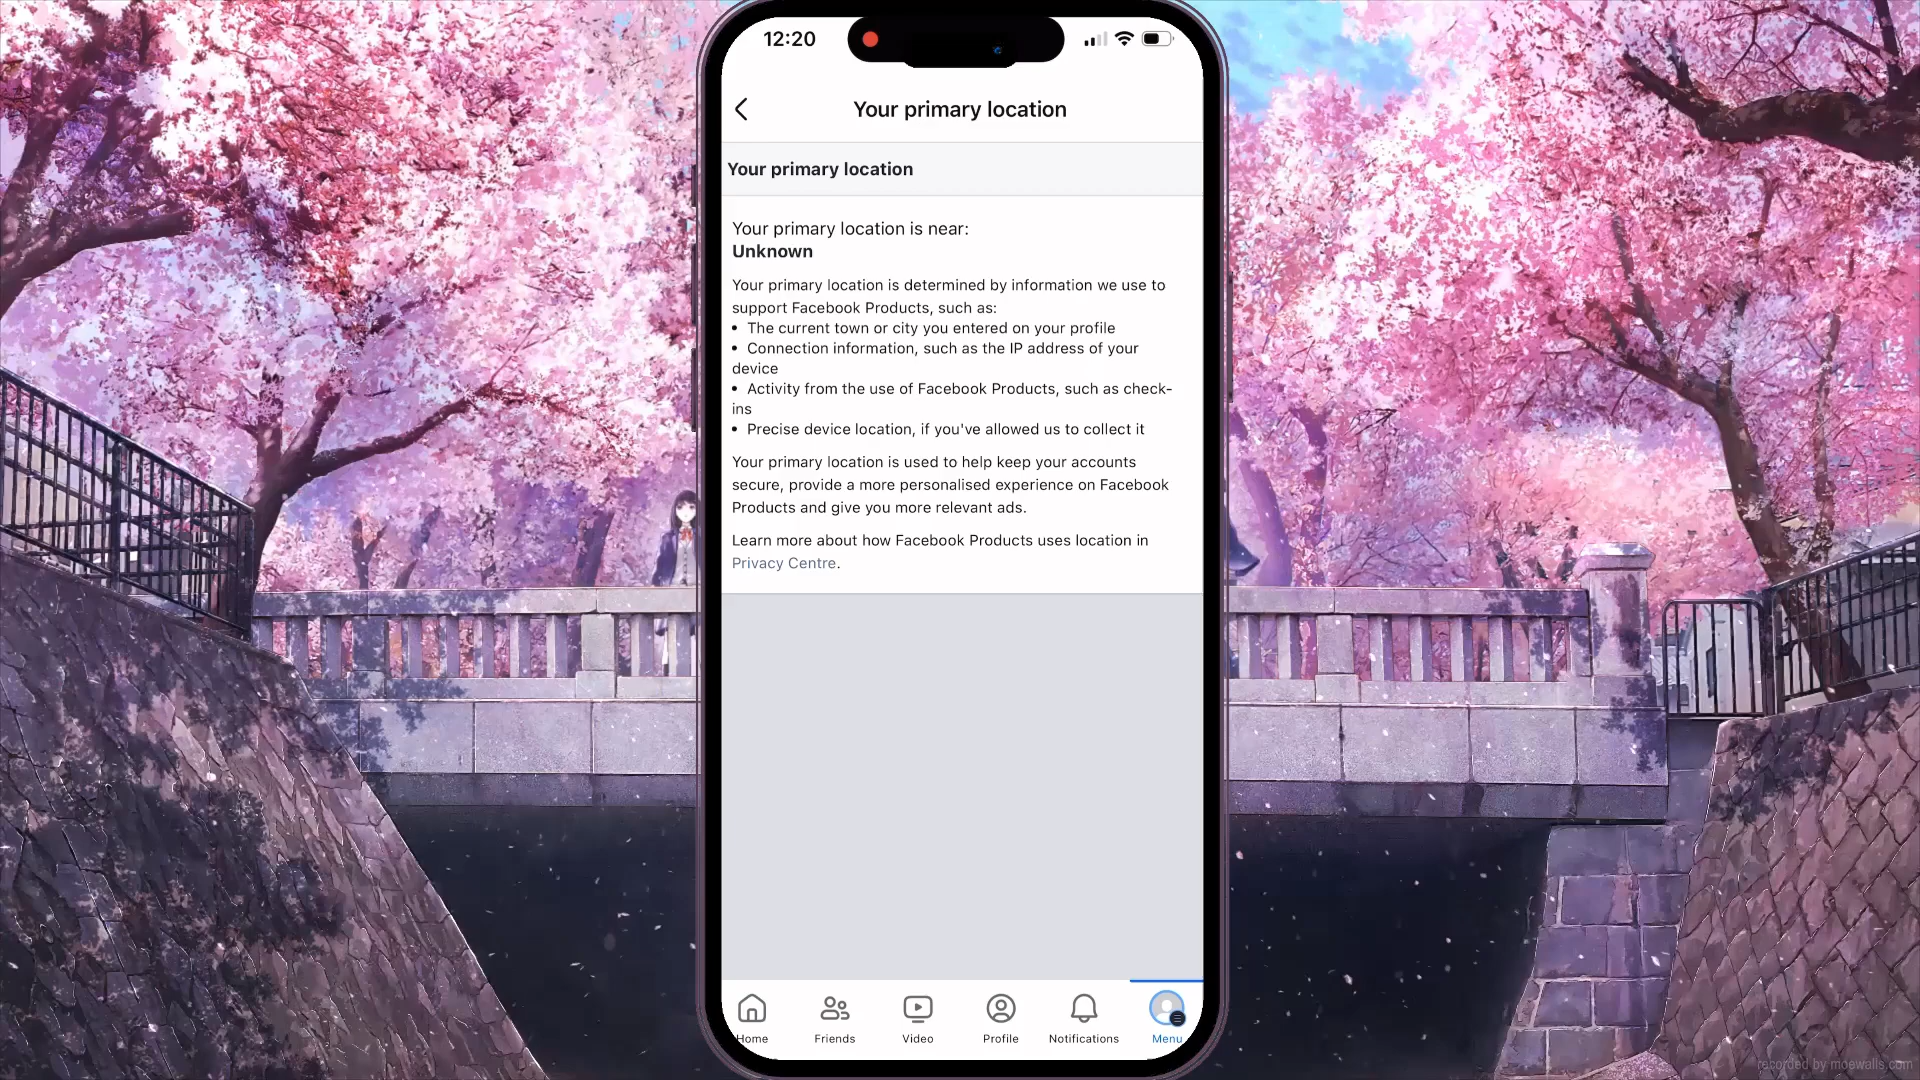 12:20
Your primary location
Your primary location
Your primary location is near:
Unknown
Your primary location is determined by information we use to
support Facebook Products, such as:
• The current town or city you entered on your profile
• Connection information, such as the IP address of your
device
• Activity from the use of Facebook Products, such as check-
ins
• Precise device location, if you've allowed us to collect it
Your primary location is used to help keep your accounts
secure, provide a more personalised experience on Facebook
Products and give you more relevant ads.
Learn more about how Facebook Products uses location in
Privacy Centre.
Home Friends Video Profile Notifications Menu
recorded by moewalls.com